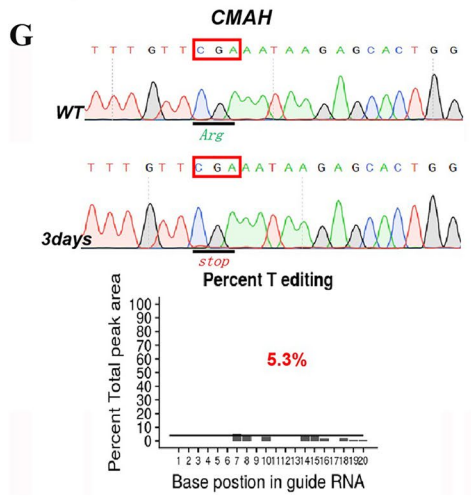 CMAH
G
T T T G T T C G A A A T A A G A G C A C T G G
WT
Arg
T T T G T T C G A A A T A A G A G C A C T G G
3days
stop
Percent T editing
Percent Total peak area
100
90
80
70
60
50
40
30
20
10
0
5.3%
1 2 3 4 5 6 7 8 9 10 11 12 13 14 15 16 17 18 19 20
Base postion in guide RNA